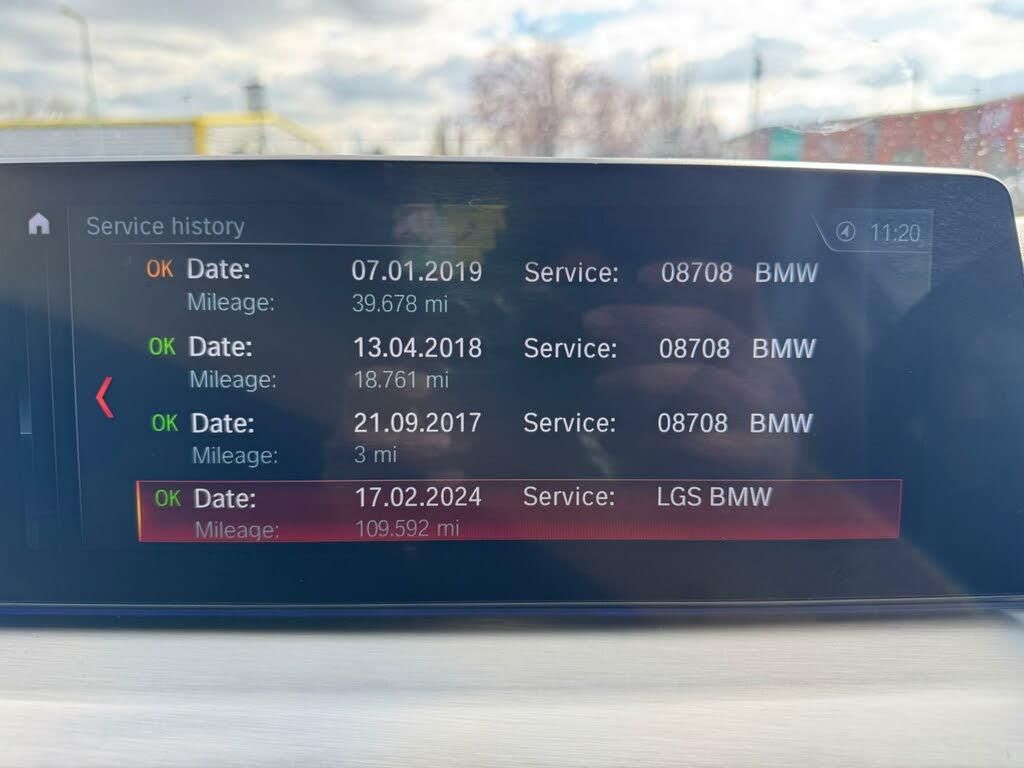 Service history 11:20
OK Date: 07.01.2019 Service: 08708 BMW
Mileage: 39.678 mi
OK Date: 13.04.2018 Service: 08708 BMW
Mileage: 18.761 mi
OK Date: 21.09.2017 Service: 08708 BMW
Mileage: 3 mi
OK Date: 17.02.2024 Service: LGS BMW
Mileage: 109.592 mi